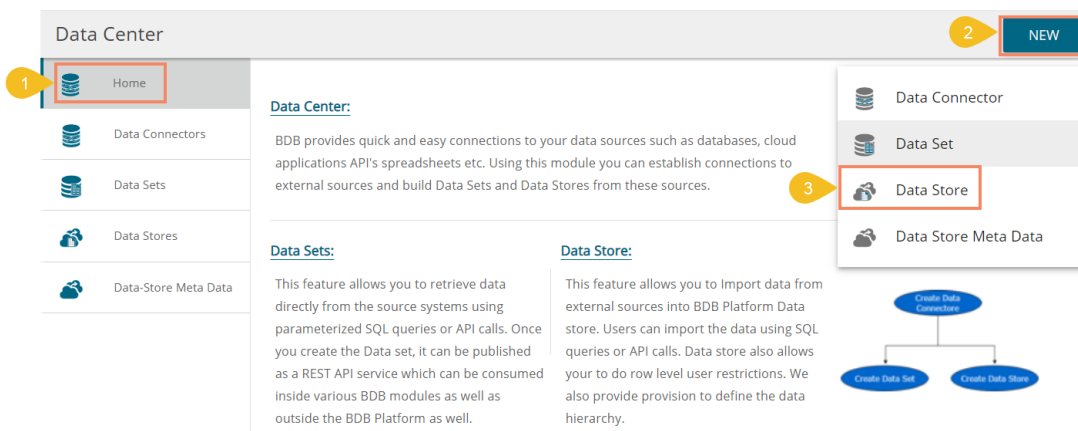 Data Center
2
NEW
1
Home
Data Connectors
Data Sets
Data Stores
Data-Store Meta Data
Data Center:
BDB provides quick and easy connections to your data sources such as databases, cloud
applications API's spreadsheets etc. Using this module you can establish connections to
external sources and build Data Sets and Data Stores from these sources.
Data Sets:
This feature allows you to retrieve data
directly from the source systems using
parameterized SQL queries or API calls. Once
you create the Data set, it can be published
as a REST API service which can be consumed
inside various BDB modules as well as
outside the BDB Platform as well.
Data Store:
This feature allows you to Import data from
external sources into BDB Platform Data
store. Users can import the data using SQL
queries or API calls. Data store also allows
your to do row level user restrictions. We
also provide provision to define the data
hierarchy.
Data Connector
Data Set
3
Data Store
Data Store Meta Data
Create Data
Connectore
Create Data Set
Create Data Store